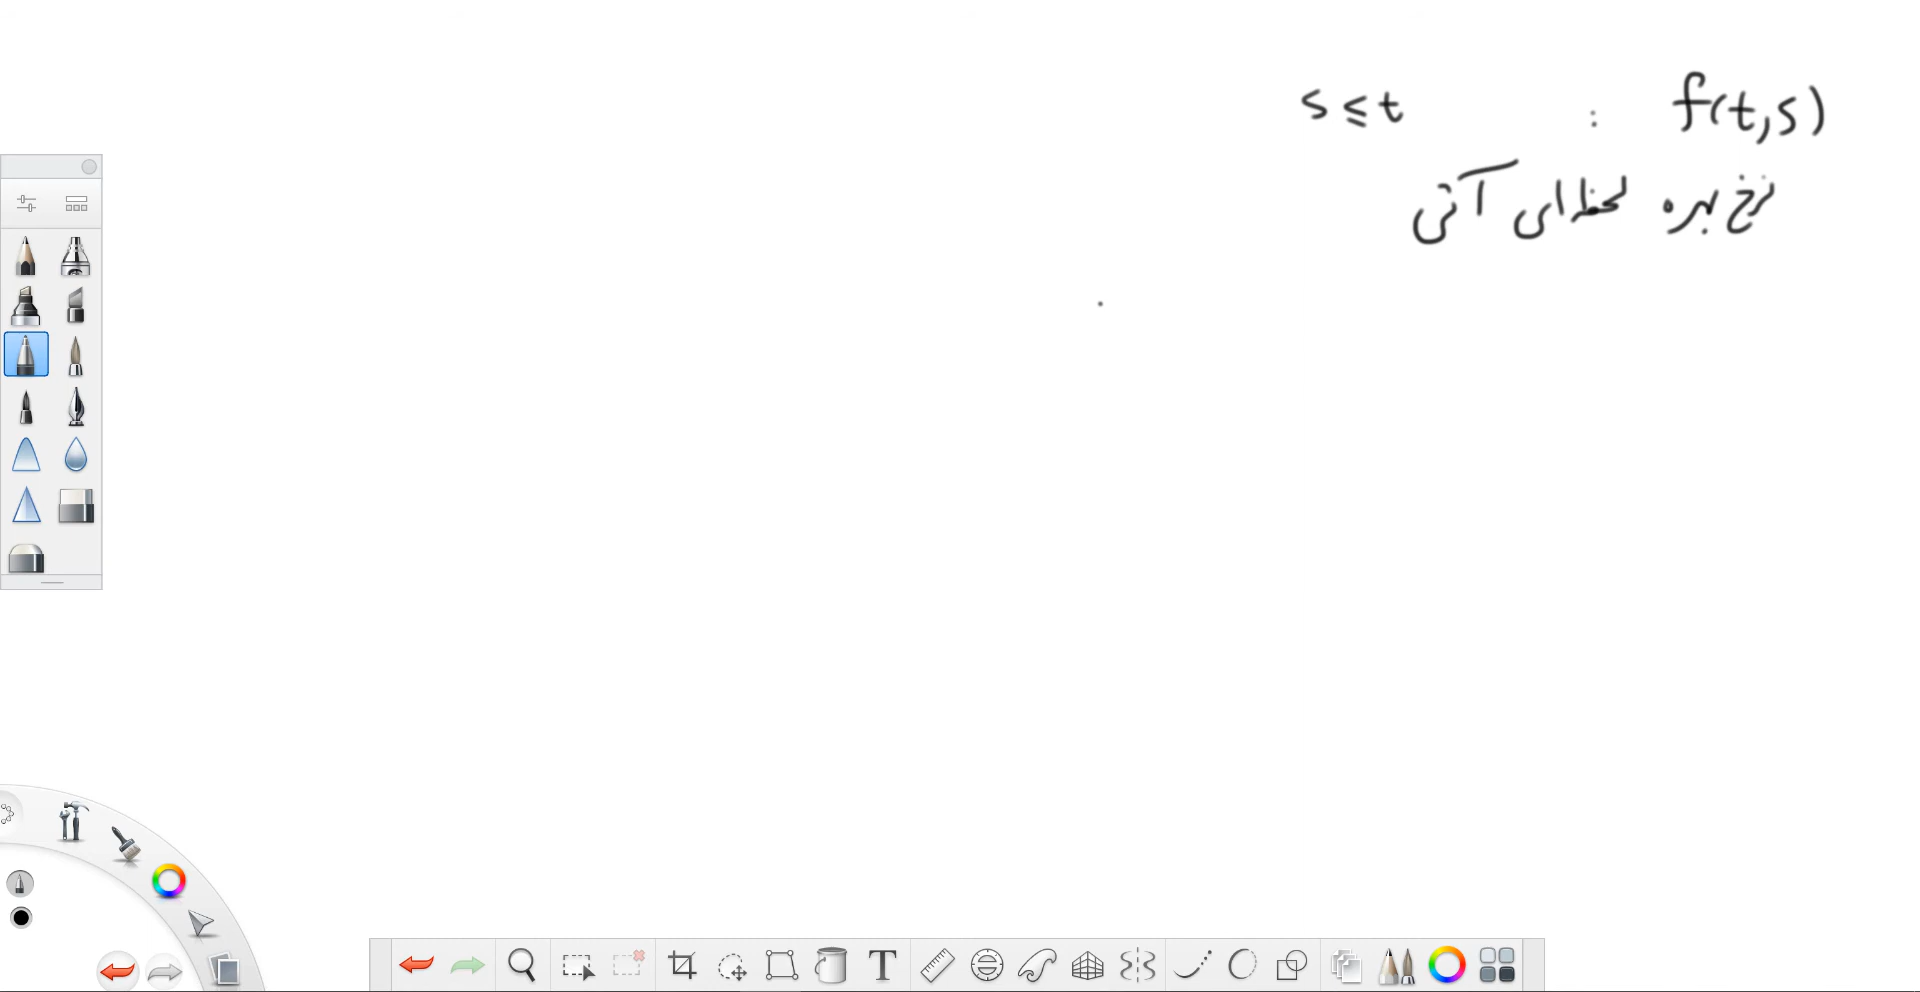 f(t,s) : s ≤ t
نرخ بهره لحظه‌ای آتی